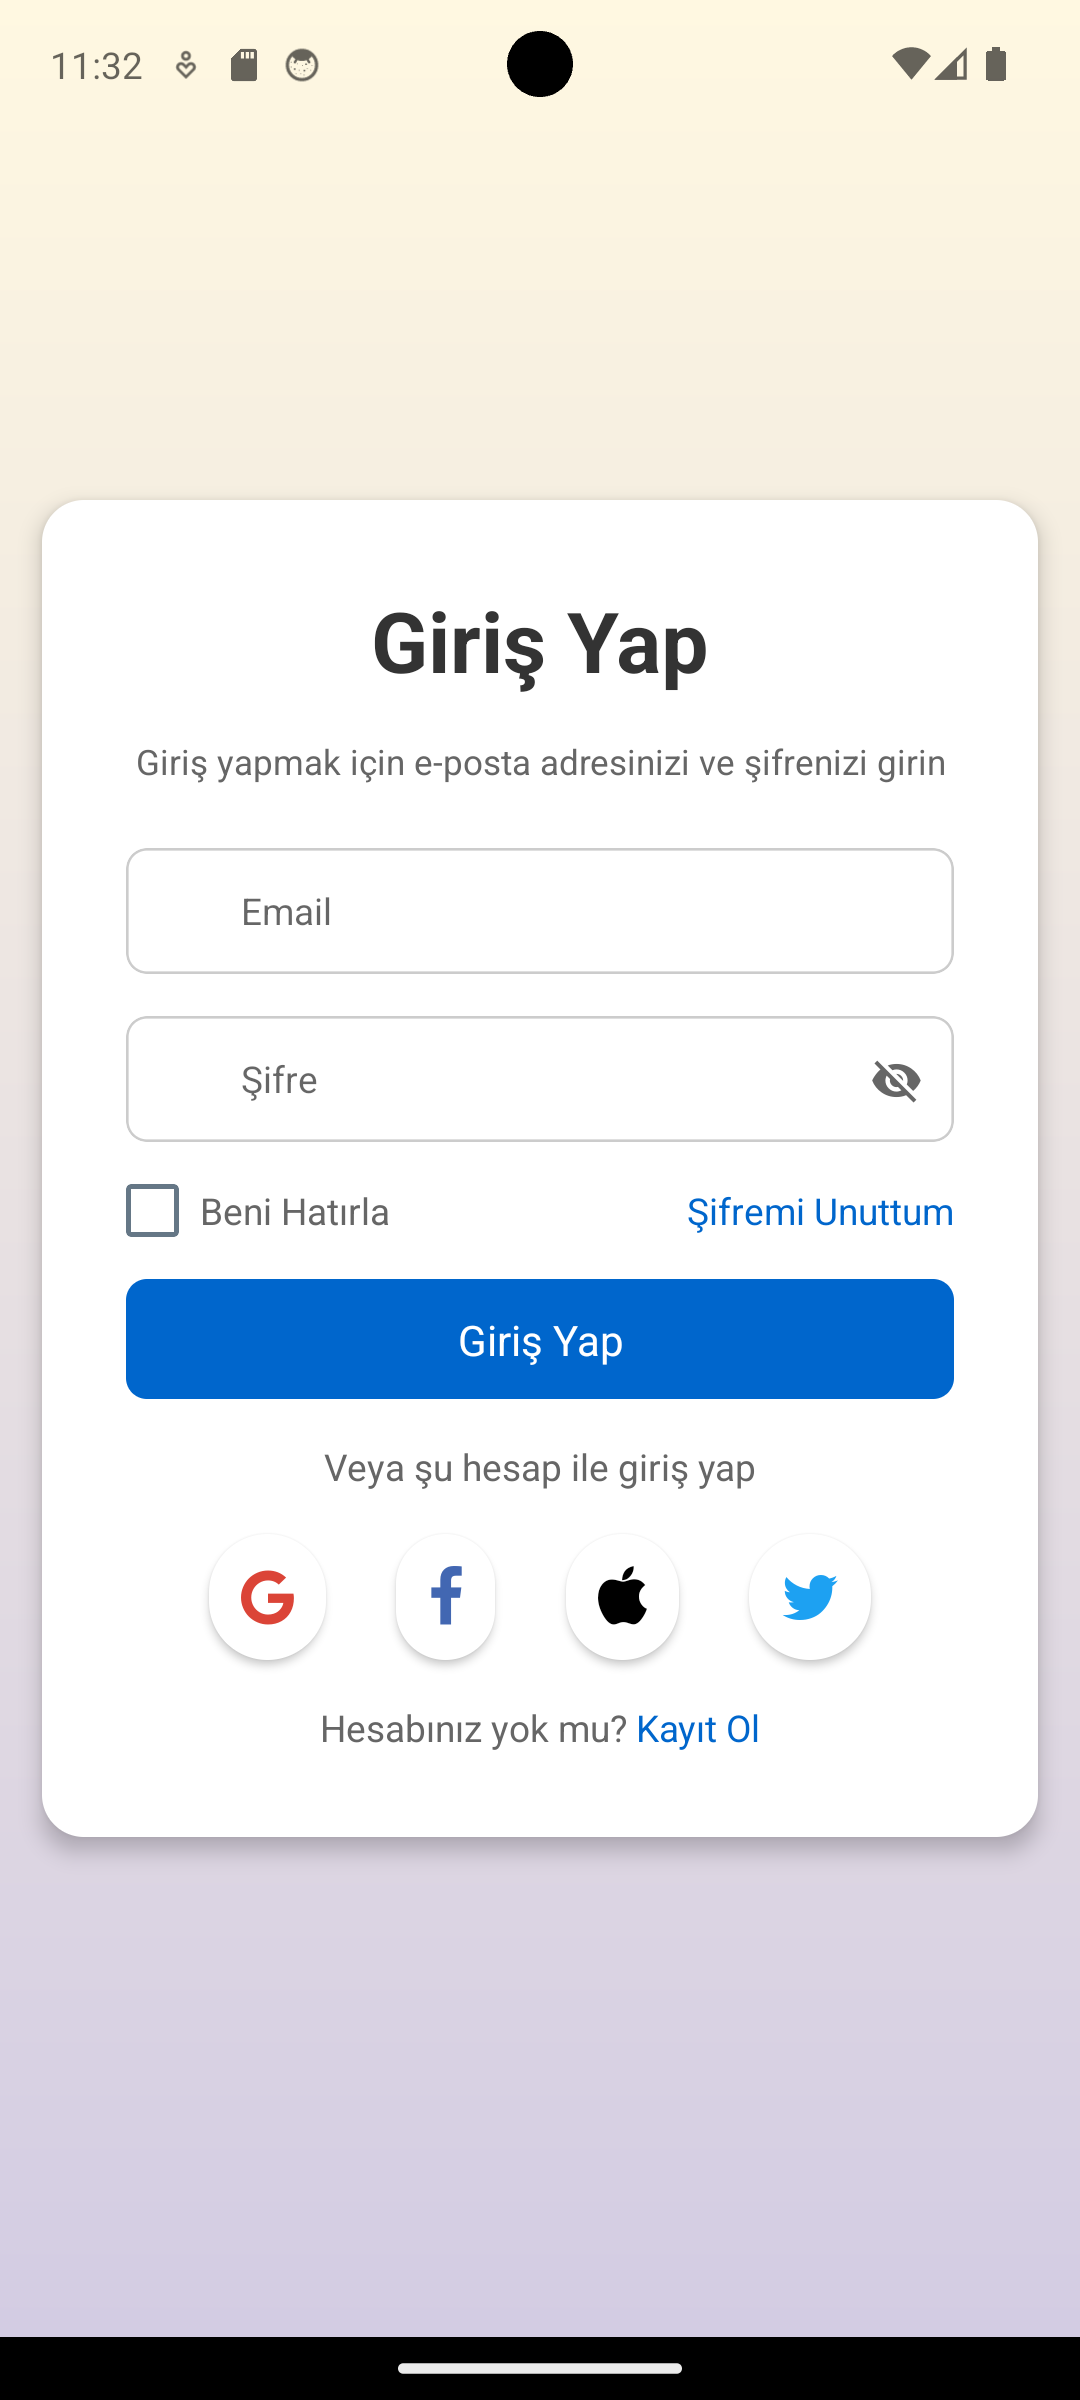 11:32
Giriş Yap
Giriş yapmak için e-posta adresinizi ve şifrenizi girin
Email
Şifre
Beni Hatırla
Şifremi Unuttum
Giriş Yap
Veya şu hesap ile giriş yap
Hesabınız yok mu? Kayıt Ol